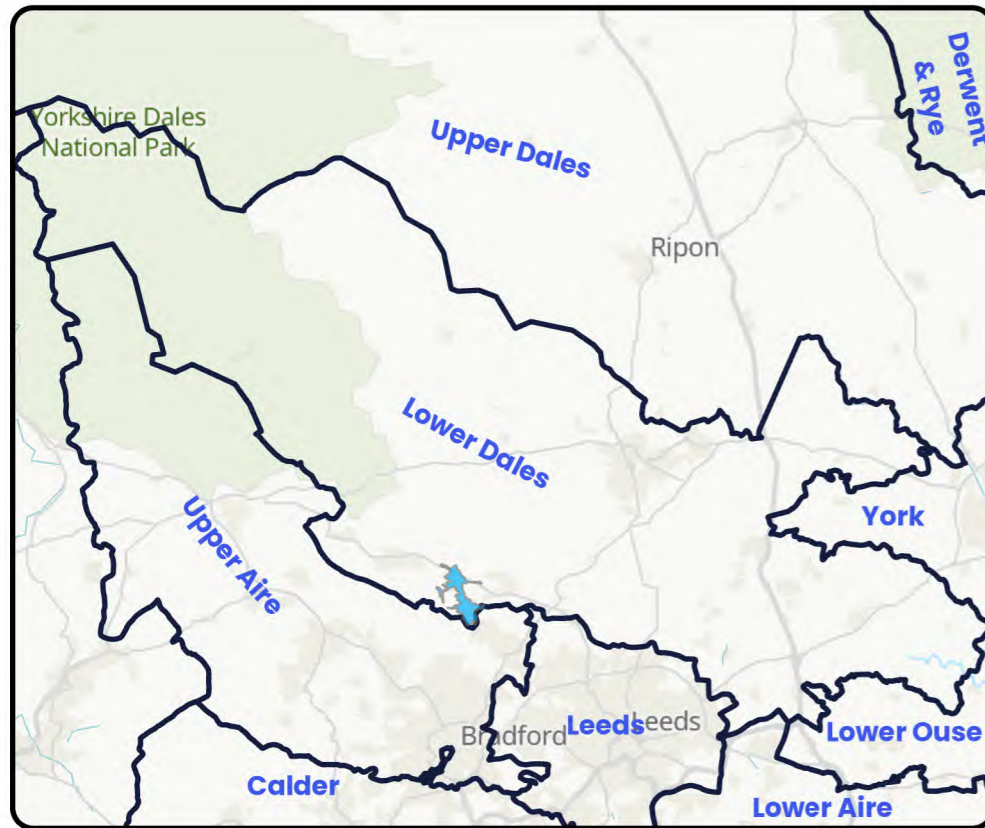 Derwent
& Rye
Yorkshire Dales
National Park
Upper Dales
Ripon
Lower Dales
Upper Aire
York
Bradford
Leeds
Leeds
Lower Ouse
Calder
Lower Aire